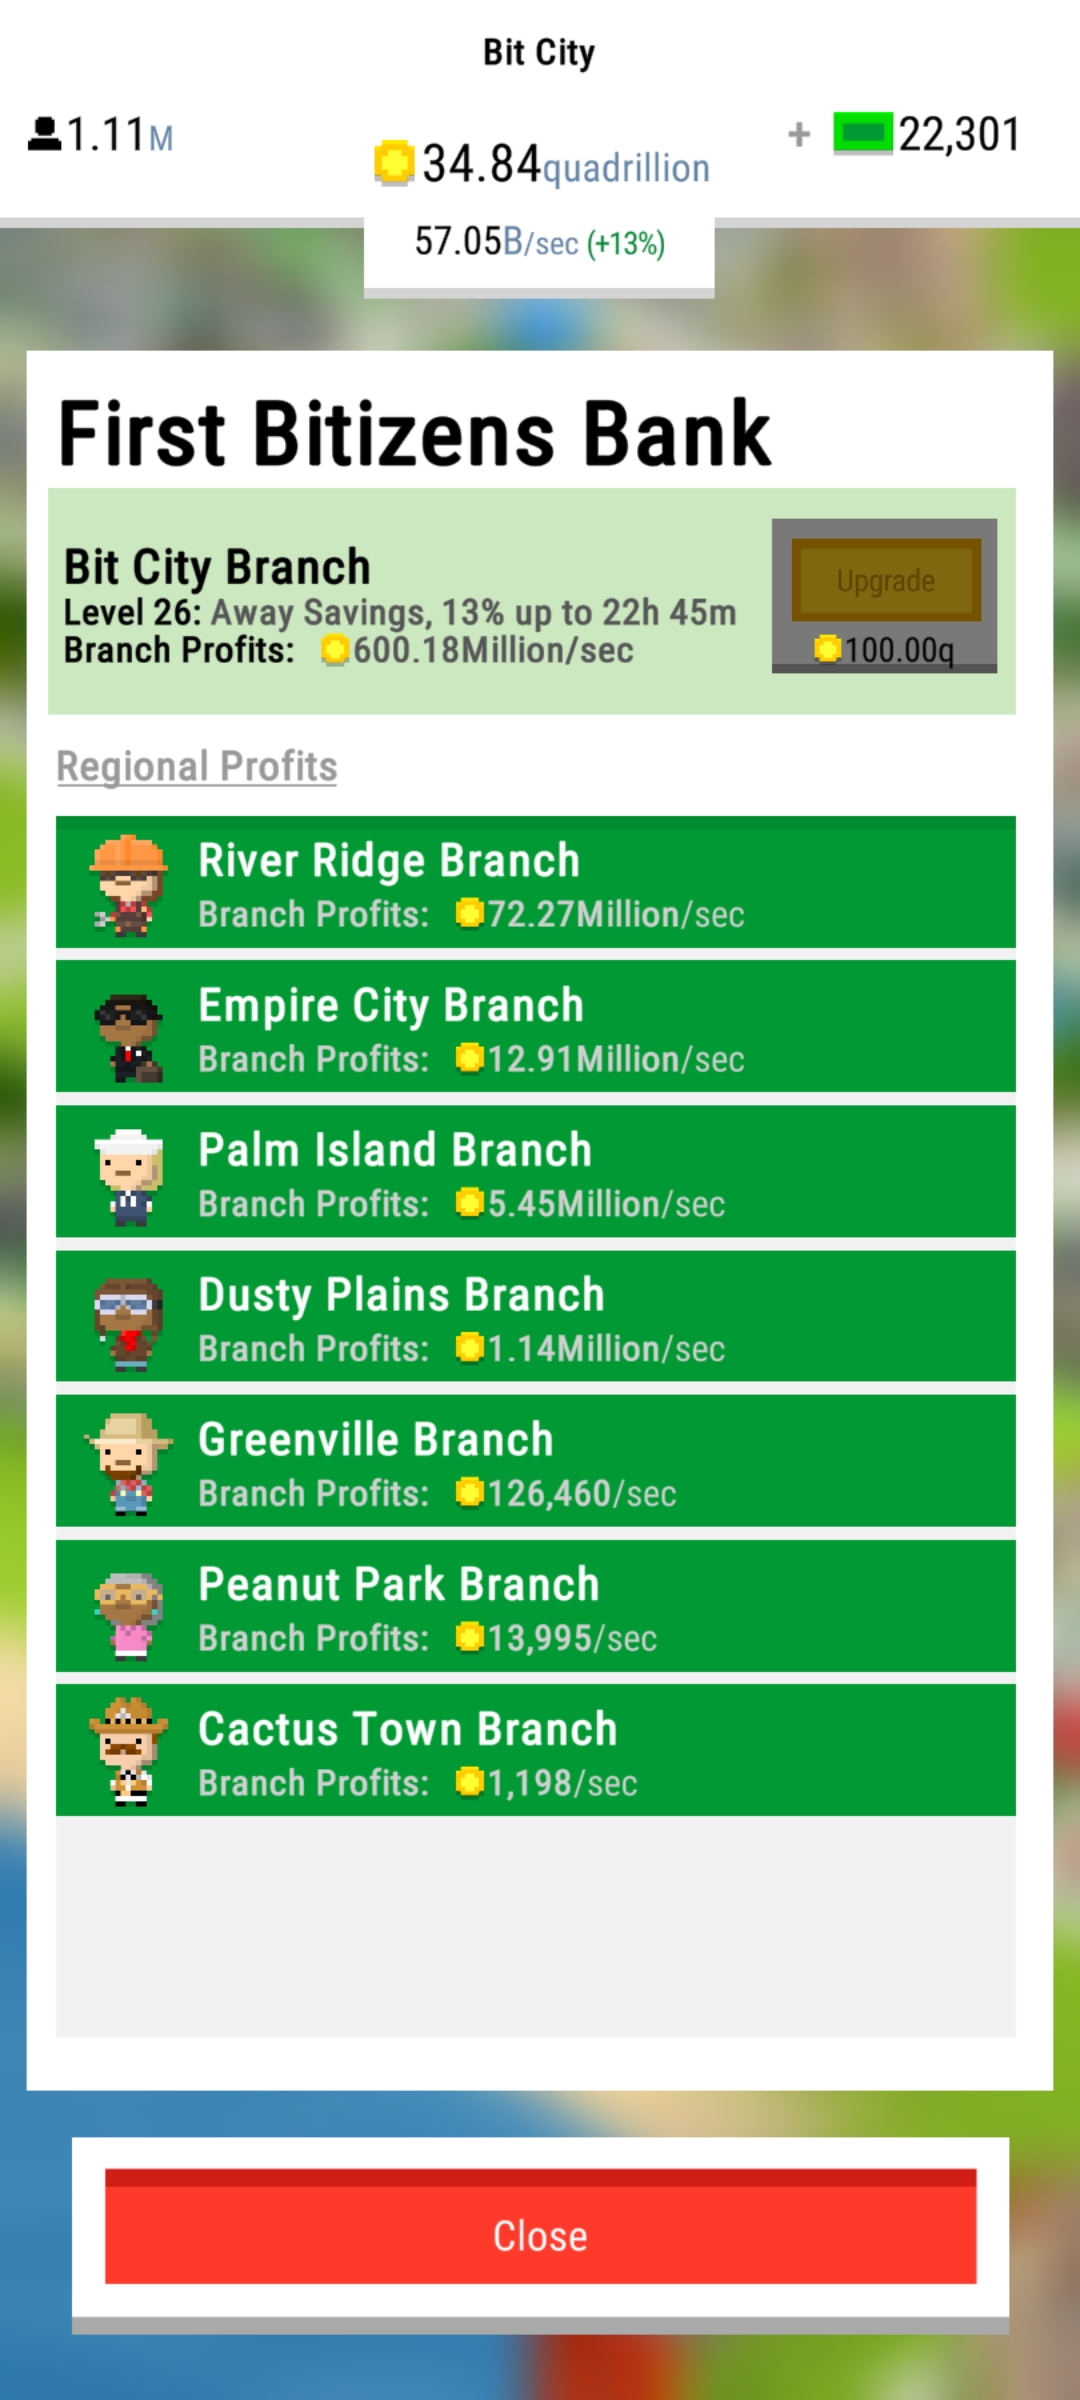 Bit City
1.11M
34.84quadrillion
+ 22,301
57.05B/sec (+13%)
First Bitizens Bank
Bit City Branch
Level 26: Away Savings, 13% up to 22h 45m
Branch Profits: 600.18Million/sec
Upgrade
100.00q
Regional Profits
River Ridge Branch
Branch Profits: 72.27Million/sec
Empire City Branch
Branch Profits: 12.91Million/sec
Palm Island Branch
Branch Profits: 5.45Million/sec
Dusty Plains Branch
Branch Profits: 1.14Million/sec
Greenville Branch
Branch Profits: 126,460/sec
Peanut Park Branch
Branch Profits: 13,995/sec
Cactus Town Branch
Branch Profits: 1,198/sec
Close